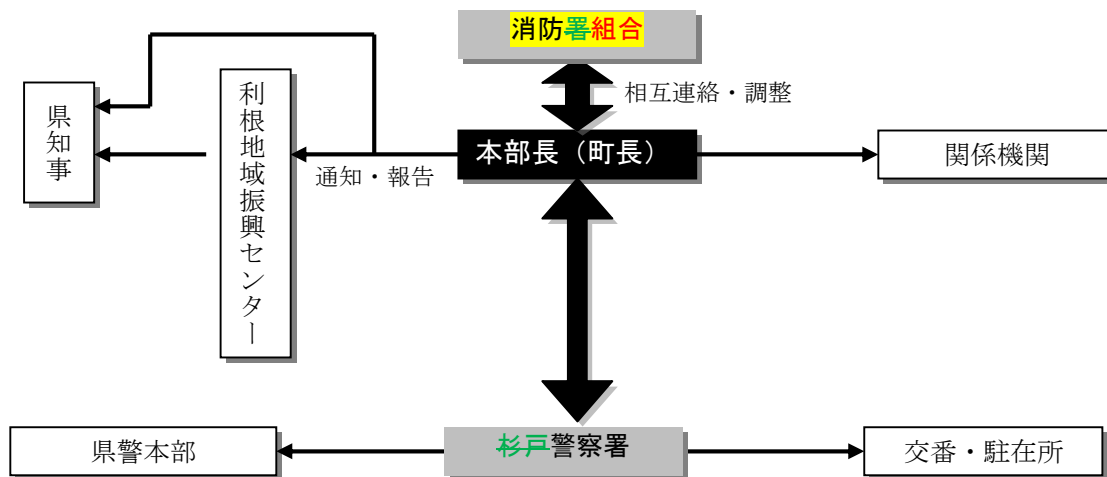 消防署組合
相互連絡・調整
県知事
利根地域振興センター
本部長（町長）
関係機関
通知・報告
県警本部
杉戸警察署
交番・駐在所